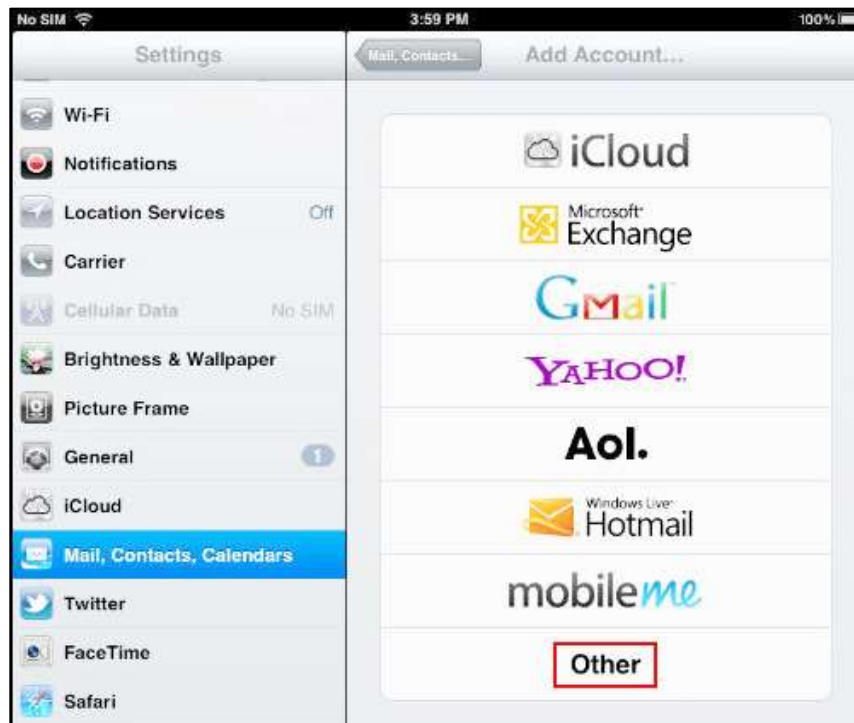 No SIM 3:59 PM 100%
Settings
Mail, Contacts... Add Account...
Wi-Fi
Notifications
Location Services Off
Carrier
Cellular Data No SIM
Brightness & Wallpaper
Picture Frame
General 1
iCloud
Mail, Contacts, Calendars
Twitter
FaceTime
Safari
iCloud
Microsoft
Exchange
Gmail
YAHOO!
Aol.
Windows Live
Hotmail
mobileme
Other